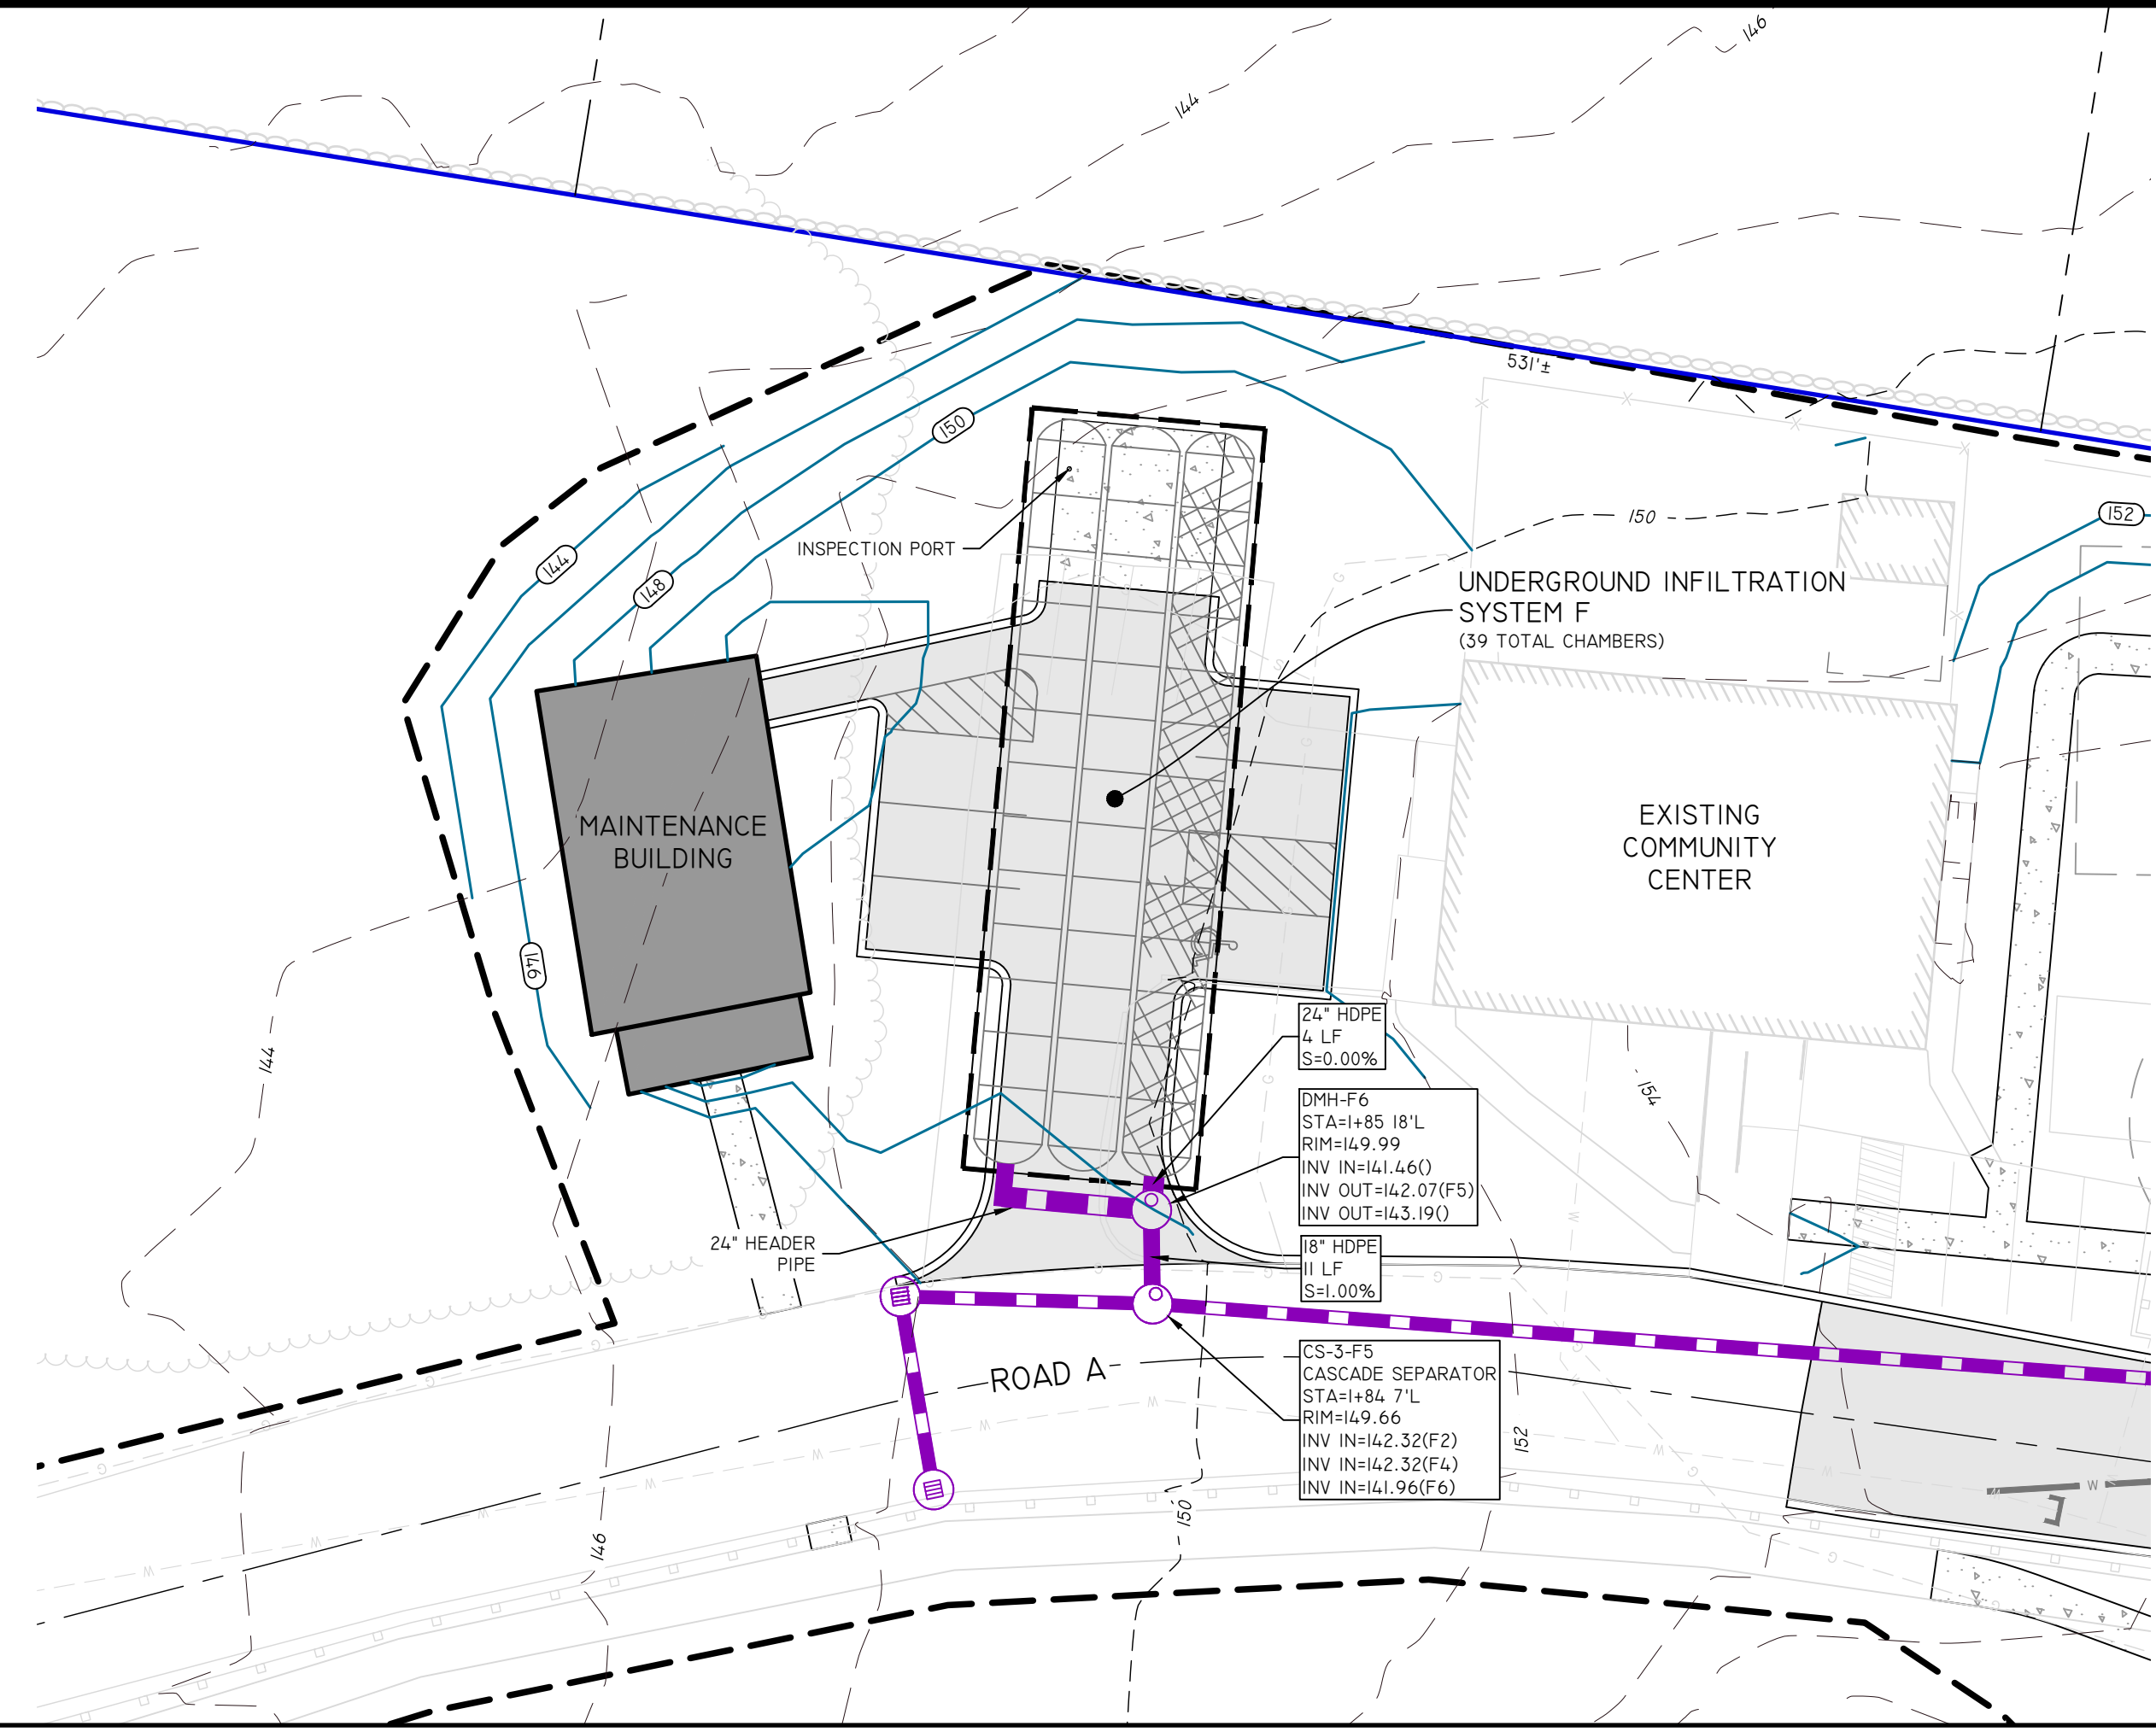 146
144
531'±
150
152
INSPECTION PORT
150
144
148
UNDERGROUND INFILTRATION
SYSTEM F
(39 TOTAL CHAMBERS)
MAINTENANCE
BUILDING
EXISTING
COMMUNITY
CENTER
146
144
24" HDPE
4 LF
S=0.00%
154
DMH-F6
STA=1+85 18'L
RIM=149.99
INV IN=141.46()
INV OUT=142.07(F5)
INV OUT=143.19()
24" HEADER
PIPE
18" HDPE
11 LF
S=1.00%
ROAD A
CS-3-F5
CASCADE SEPARATOR
STA=1+84 7'L
RIM=149.66
INV IN=142.32(F2)
INV IN=142.32(F4)
INV IN=141.96(F6)
152
150
146
W